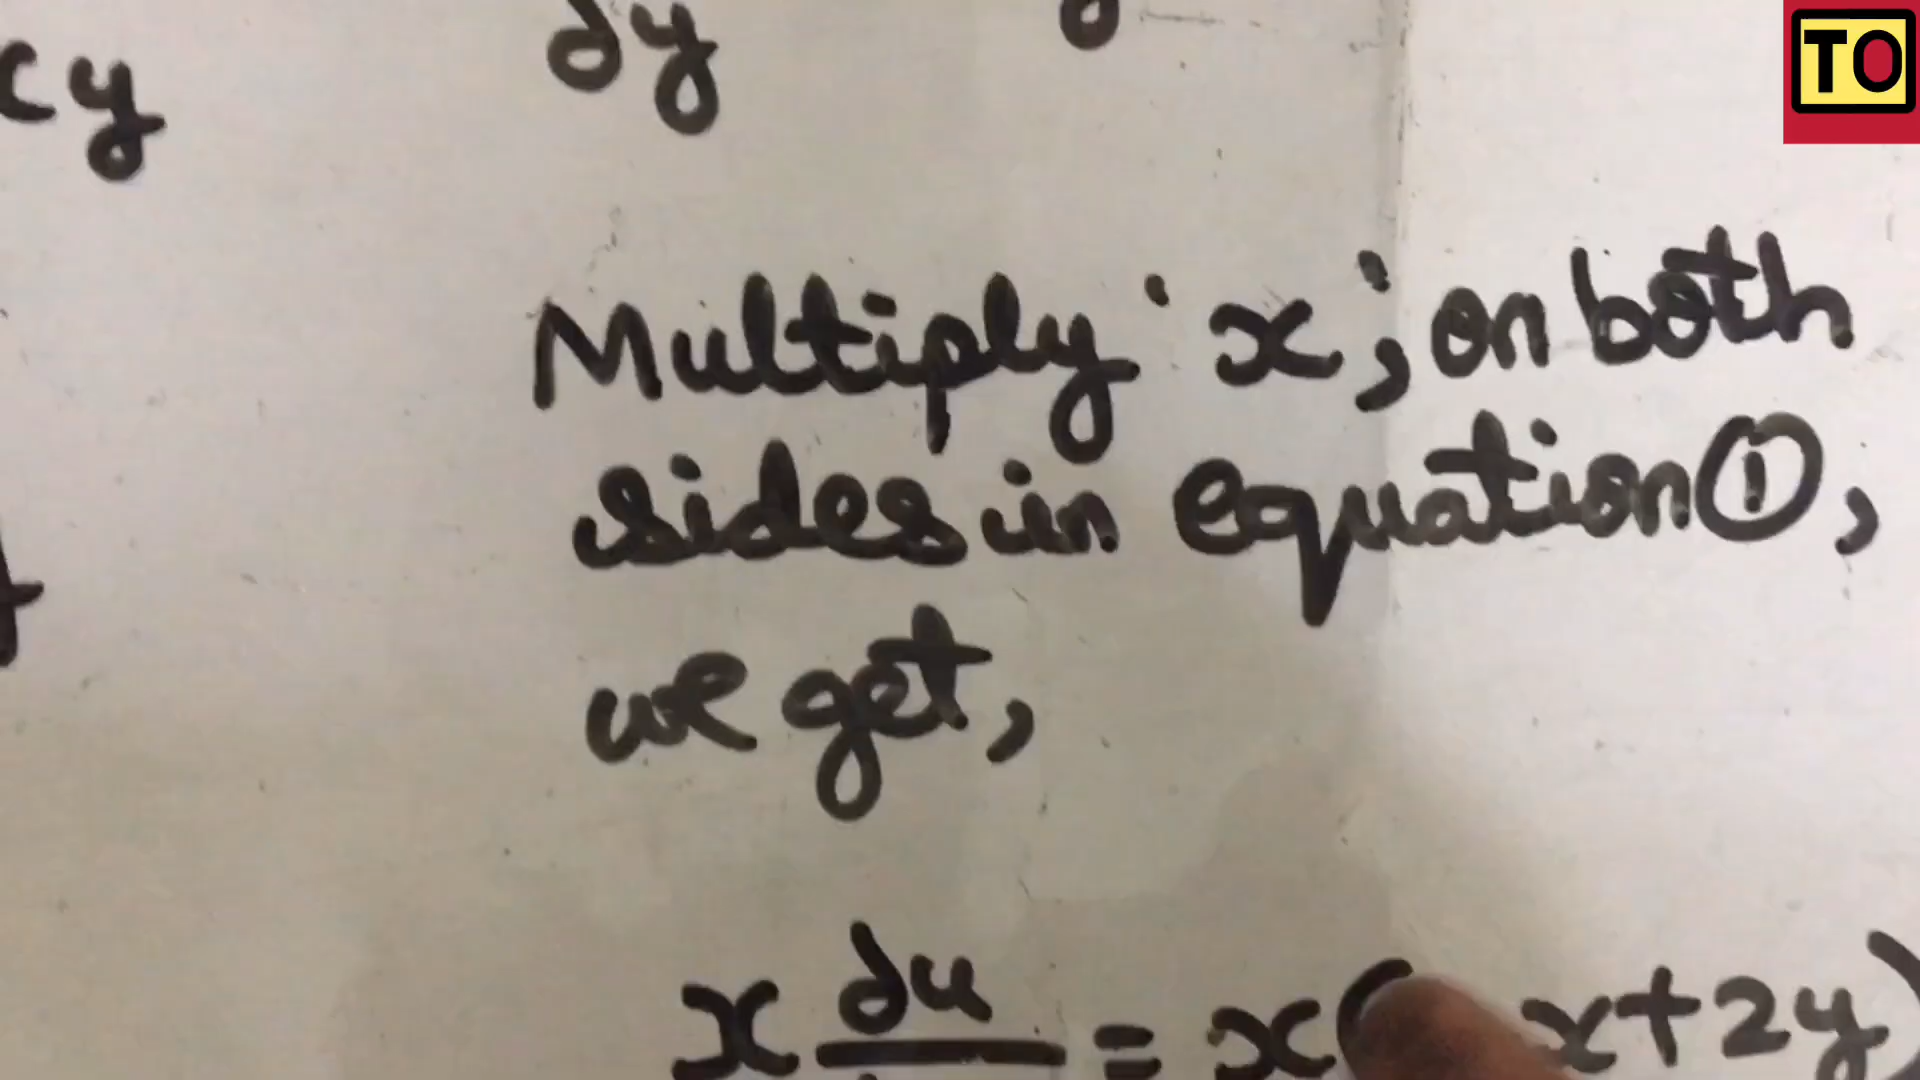 TO
cy
∂y
Multiply 'x', on both
sides in equation ①,
we get,
x ∂u = x( x+2y)